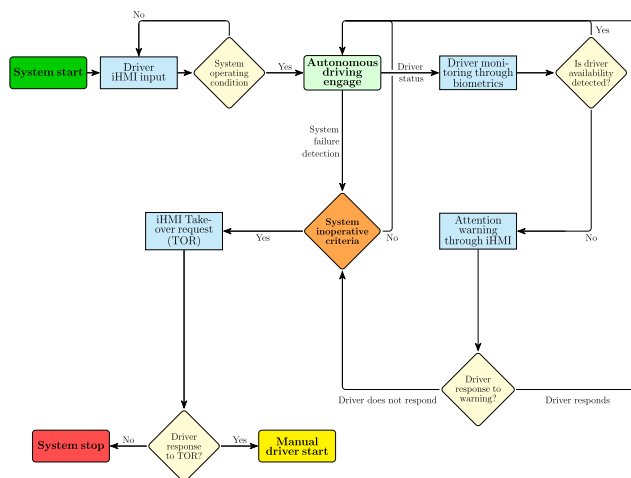 No
Yes
System start
Driver
iHMI input
System
operating
condition
Yes
Autonomous
driving
engage
Driver
status
Driver moni-
toring through
biometrics
Is driver
availability
detected?
System
failure
detection
iHMI Take-
over request
(TOR)
Yes
System
inoperative
criteria
No
Attention
warning
through iHMI
No
Driver
response to
warning?
Driver does not respond
Driver responds
System stop
No
Driver
response
to TOR?
Yes
Manual
driver start